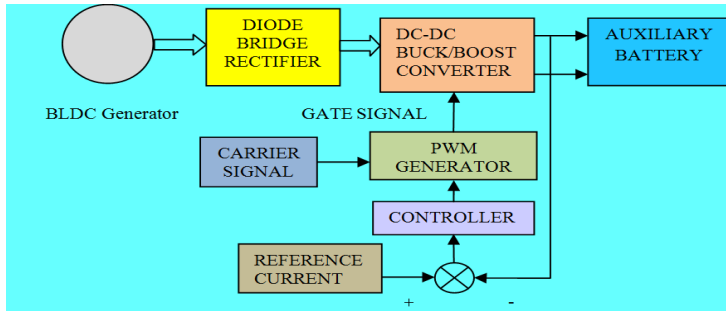 DIODE
BRIDGE
RECTIFIER
DC-DC
BUCK/BOOST
CONVERTER
AUXILIARY
BATTERY
BLDC Generator
GATE SIGNAL
CARRIER
SIGNAL
PWM
GENERATOR
CONTROLLER
REFERENCE
CURRENT
+
-